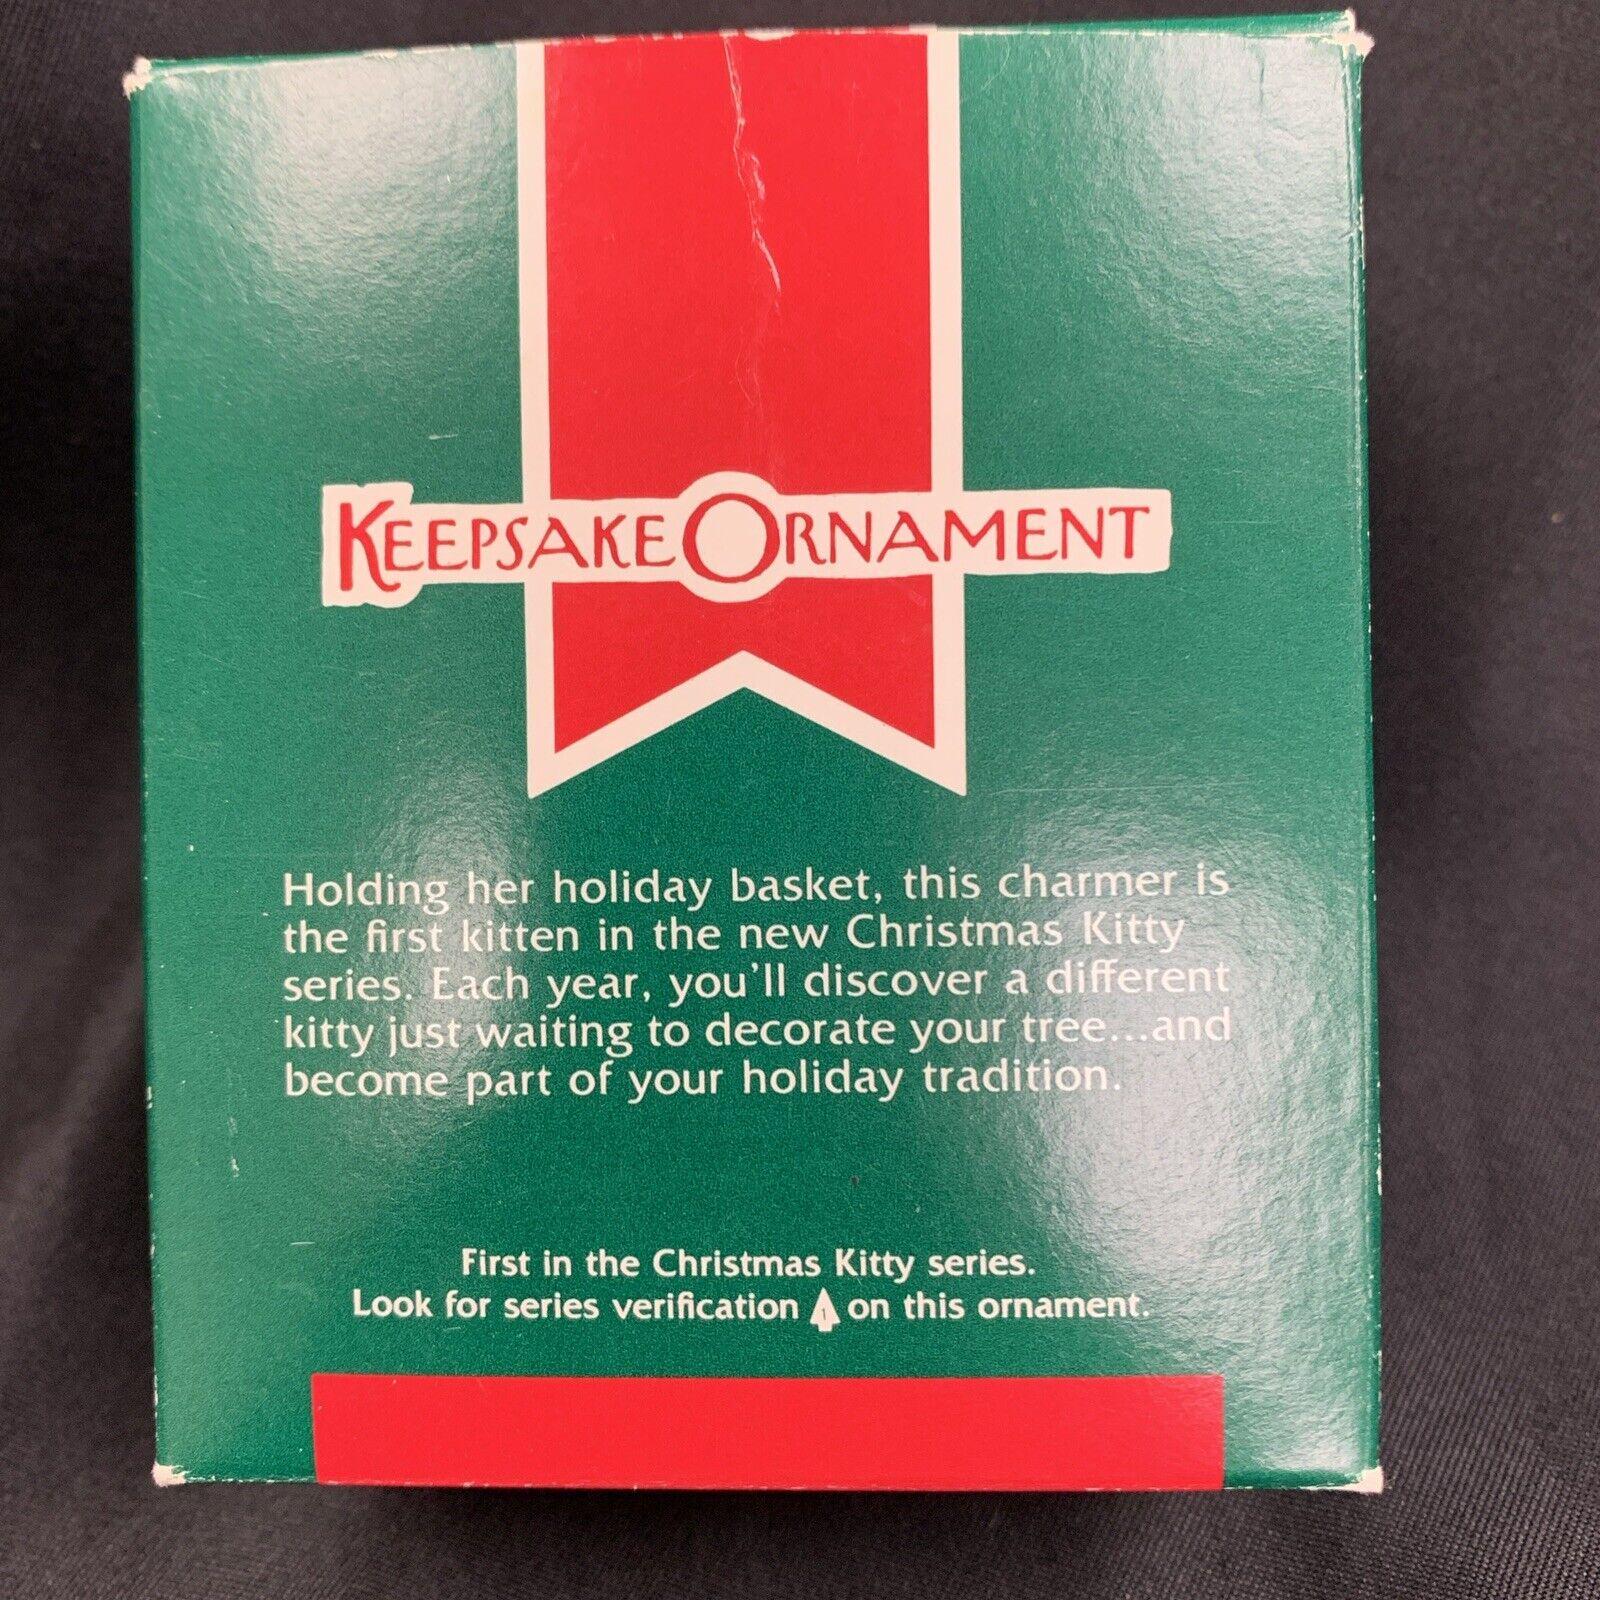 KEEPSAKE ORNAMENT
Holding her holiday basket, this charmer is
the first kitten in the new Christmas Kitty
series. Each year, you'll discover a different
kitty just waiting to decorate your tree...and
become part of your holiday tradition.
First in the Christmas Kitty series.
Look for series verification 1 on this ornament.